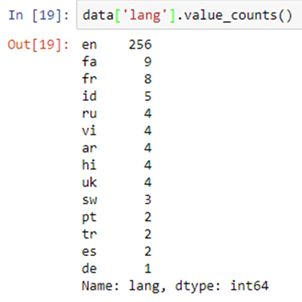 In [19]: data['lang'].value_counts()
Out[19]: en 256
fa 9
fr 8
id 5
ru 4
vi 4
ar 4
hi 4
uk 4
sw 3
pt 2
tr 2
es 2
de 1
Name: lang, dtype: int64